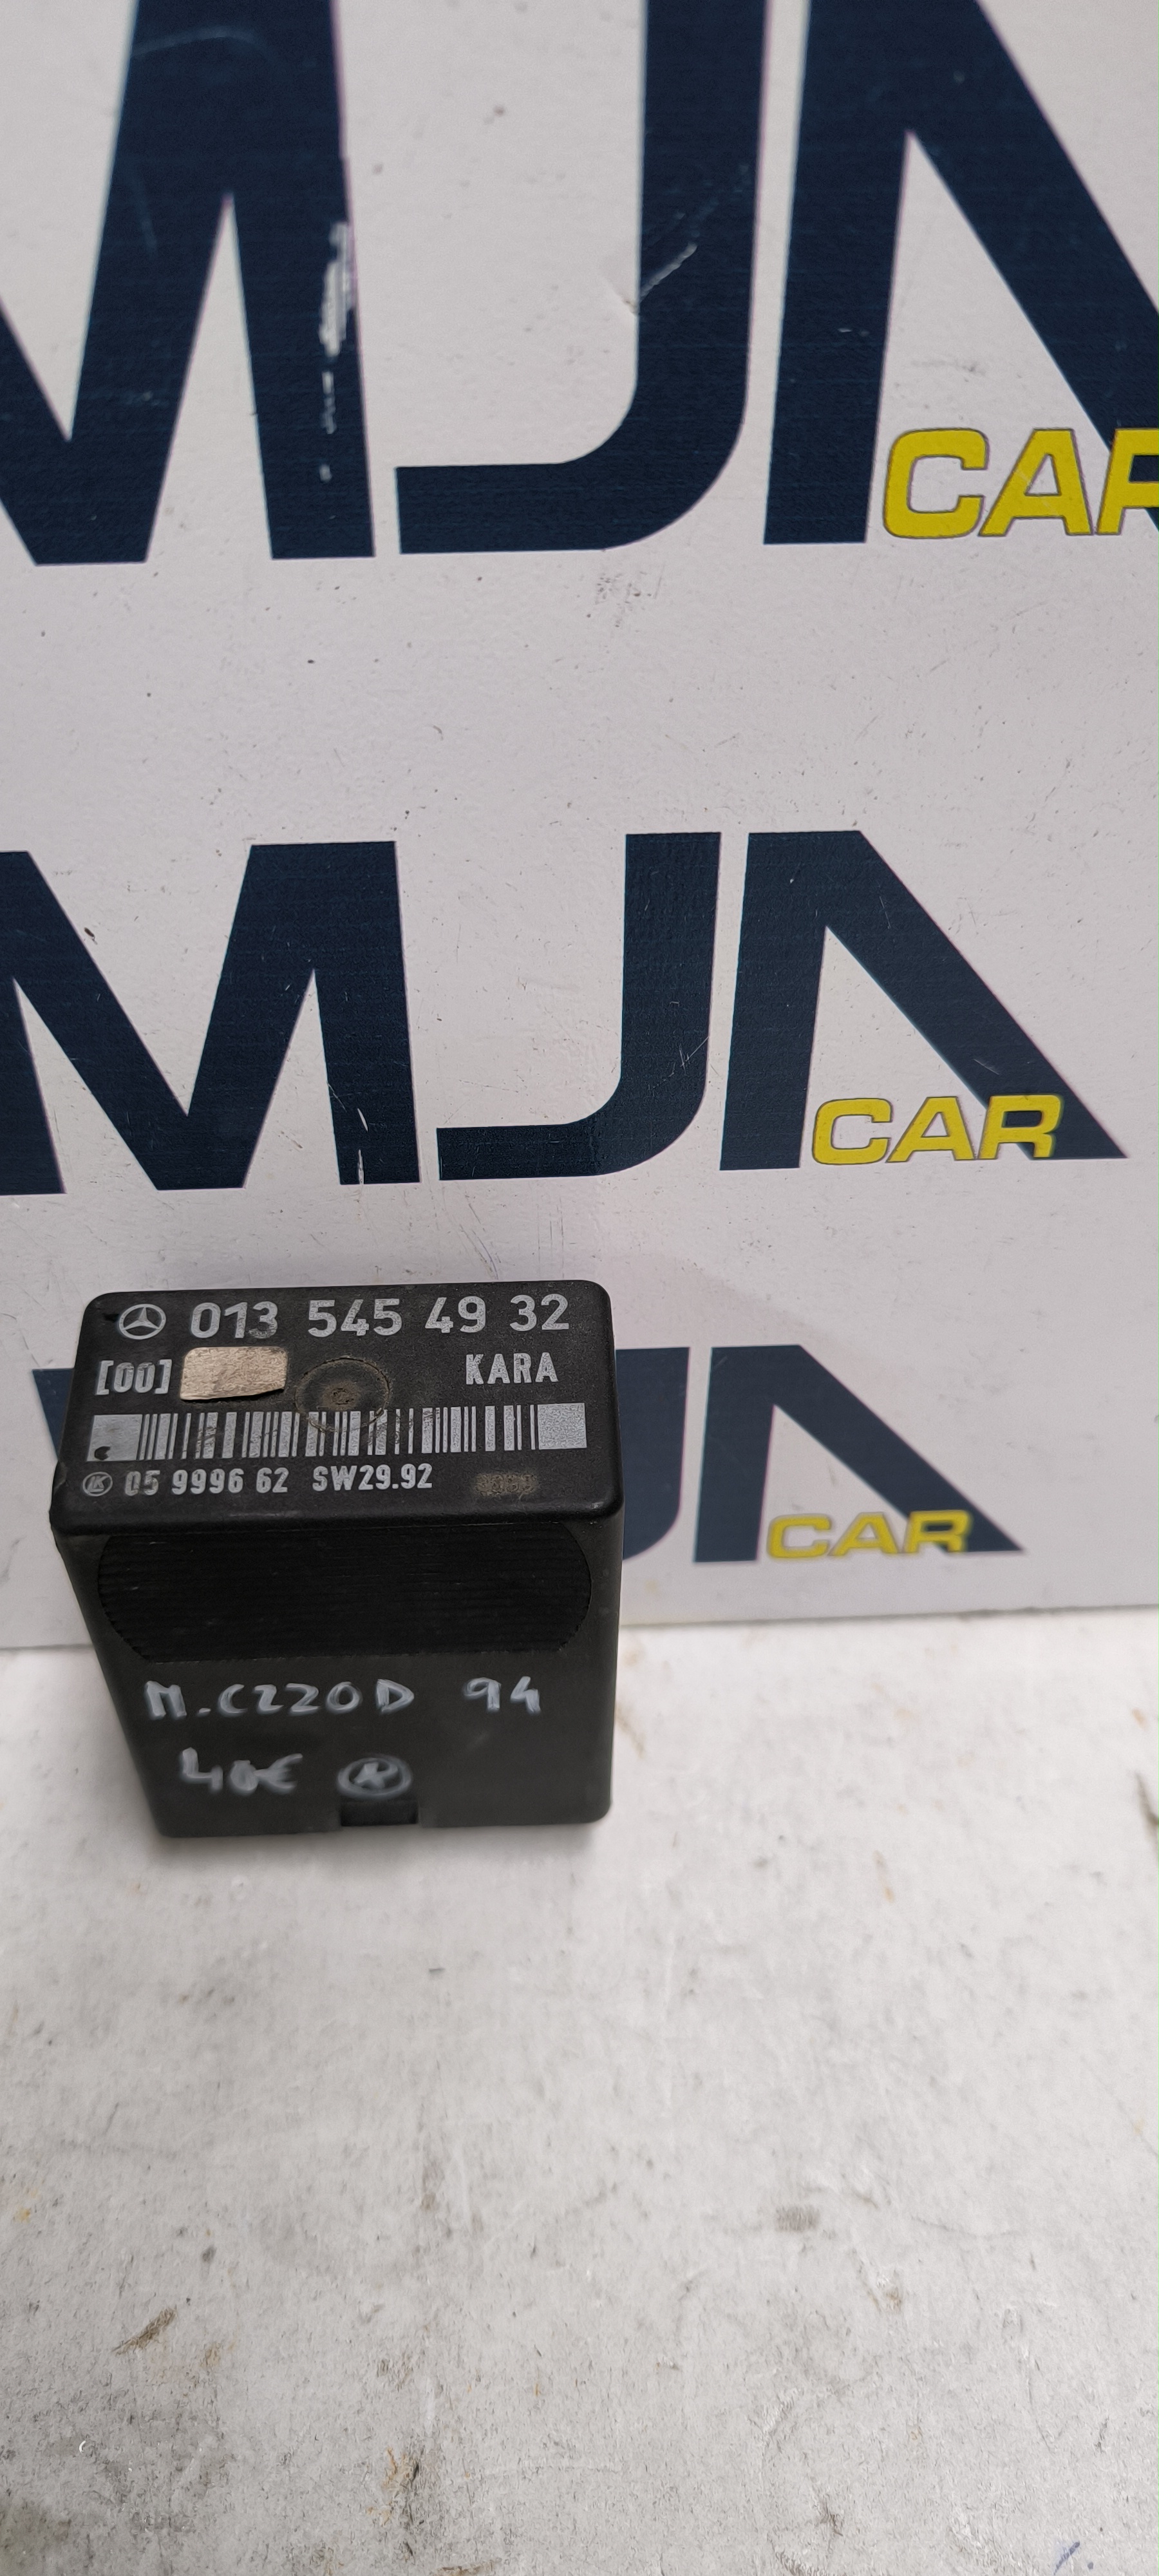 MJA
CAR
MJA
CAR
CAR
013 545 49 32
[00]
KARA
LK 05 9996 62 SW29.92
M.C220D 94
40€